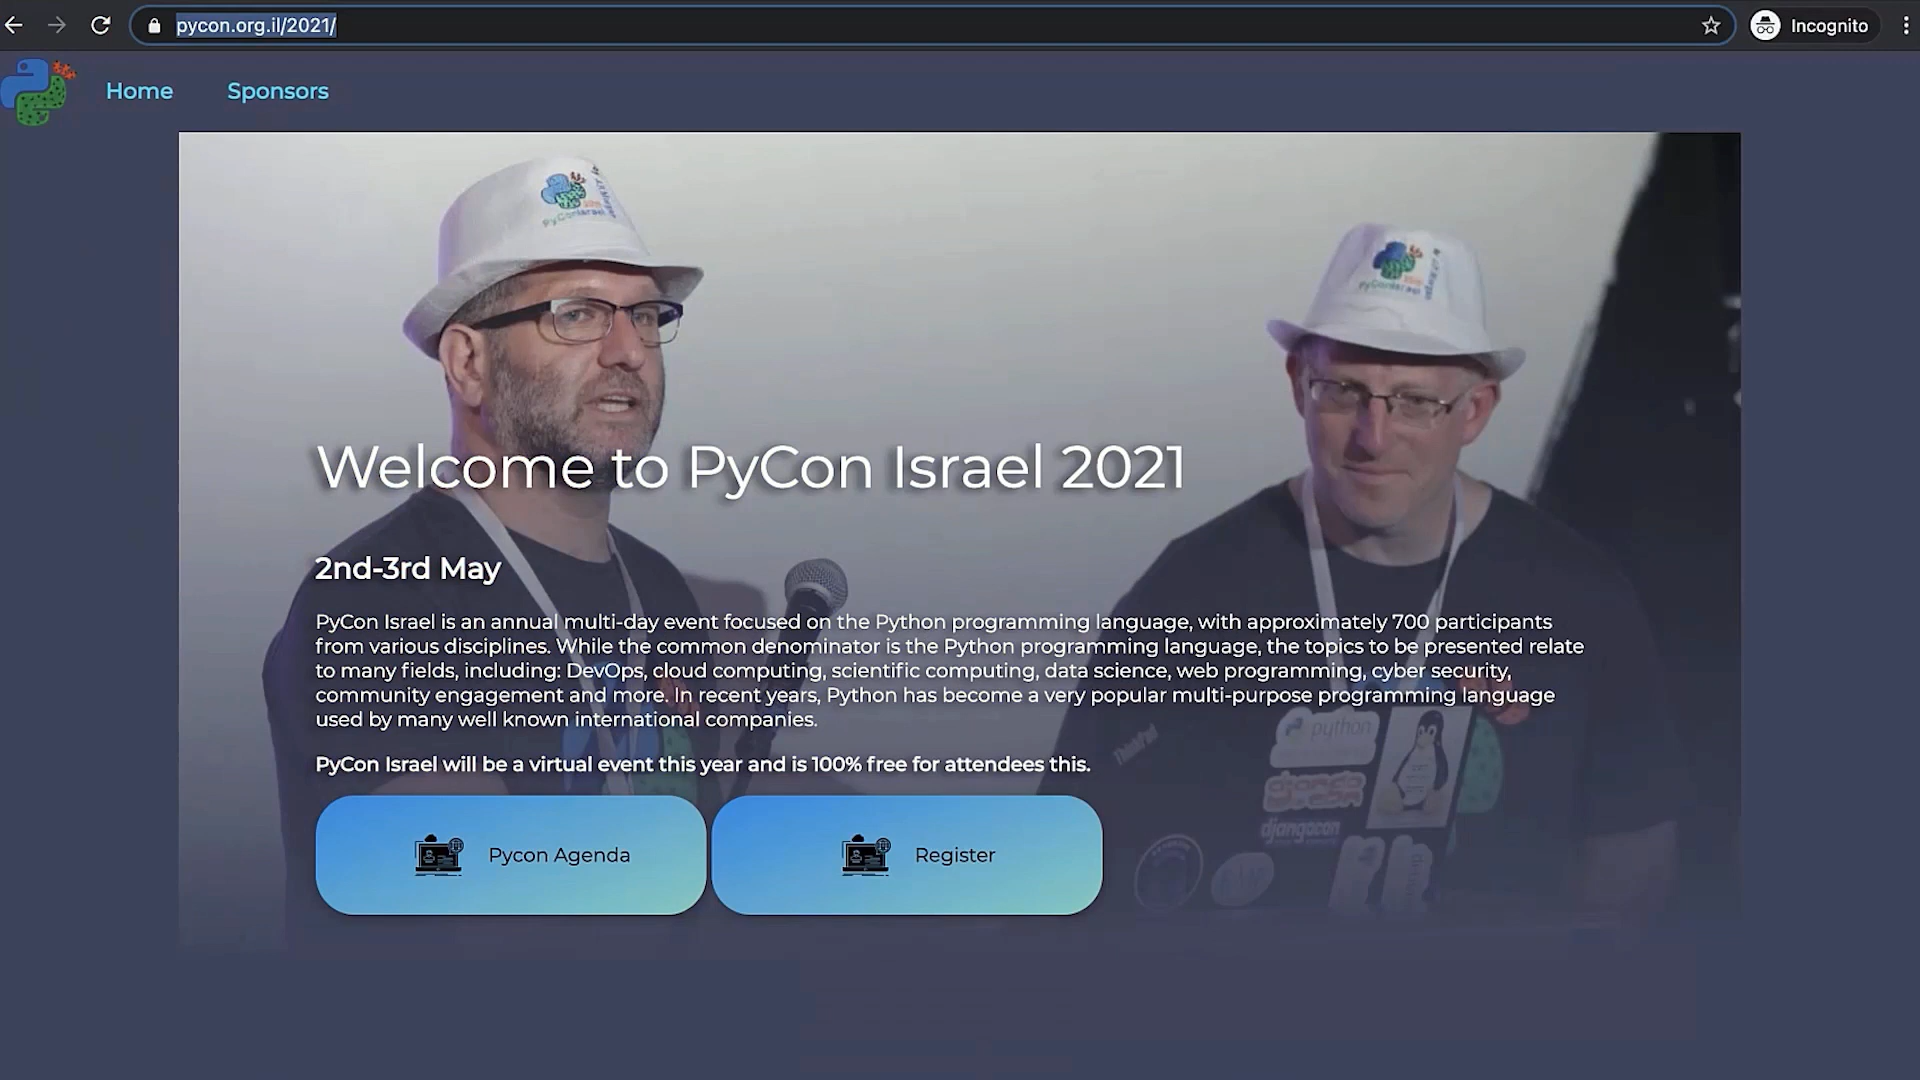 pycon.org.il/2021/
Incognito
Home
Sponsors
PyConIsrael
PyConIsrael
Welcome to PyCon Israel 2021
2nd-3rd May
PyCon Israel is an annual multi-day event focused on the Python programming language, with approximately 700 participants
from various disciplines. While the common denominator is the Python programming language, the topics to be presented relate
to many fields, including: DevOps, cloud computing, scientific computing, data science, web programming, cyber security,
community engagement and more. In recent years, Python has become a very popular multi-purpose programming language
used by many well known international companies.
python
ThinkPad
PyCon Israel will be a virtual event this year and is 100% free for attendees this.
djangocon
Pycon Agenda
Register